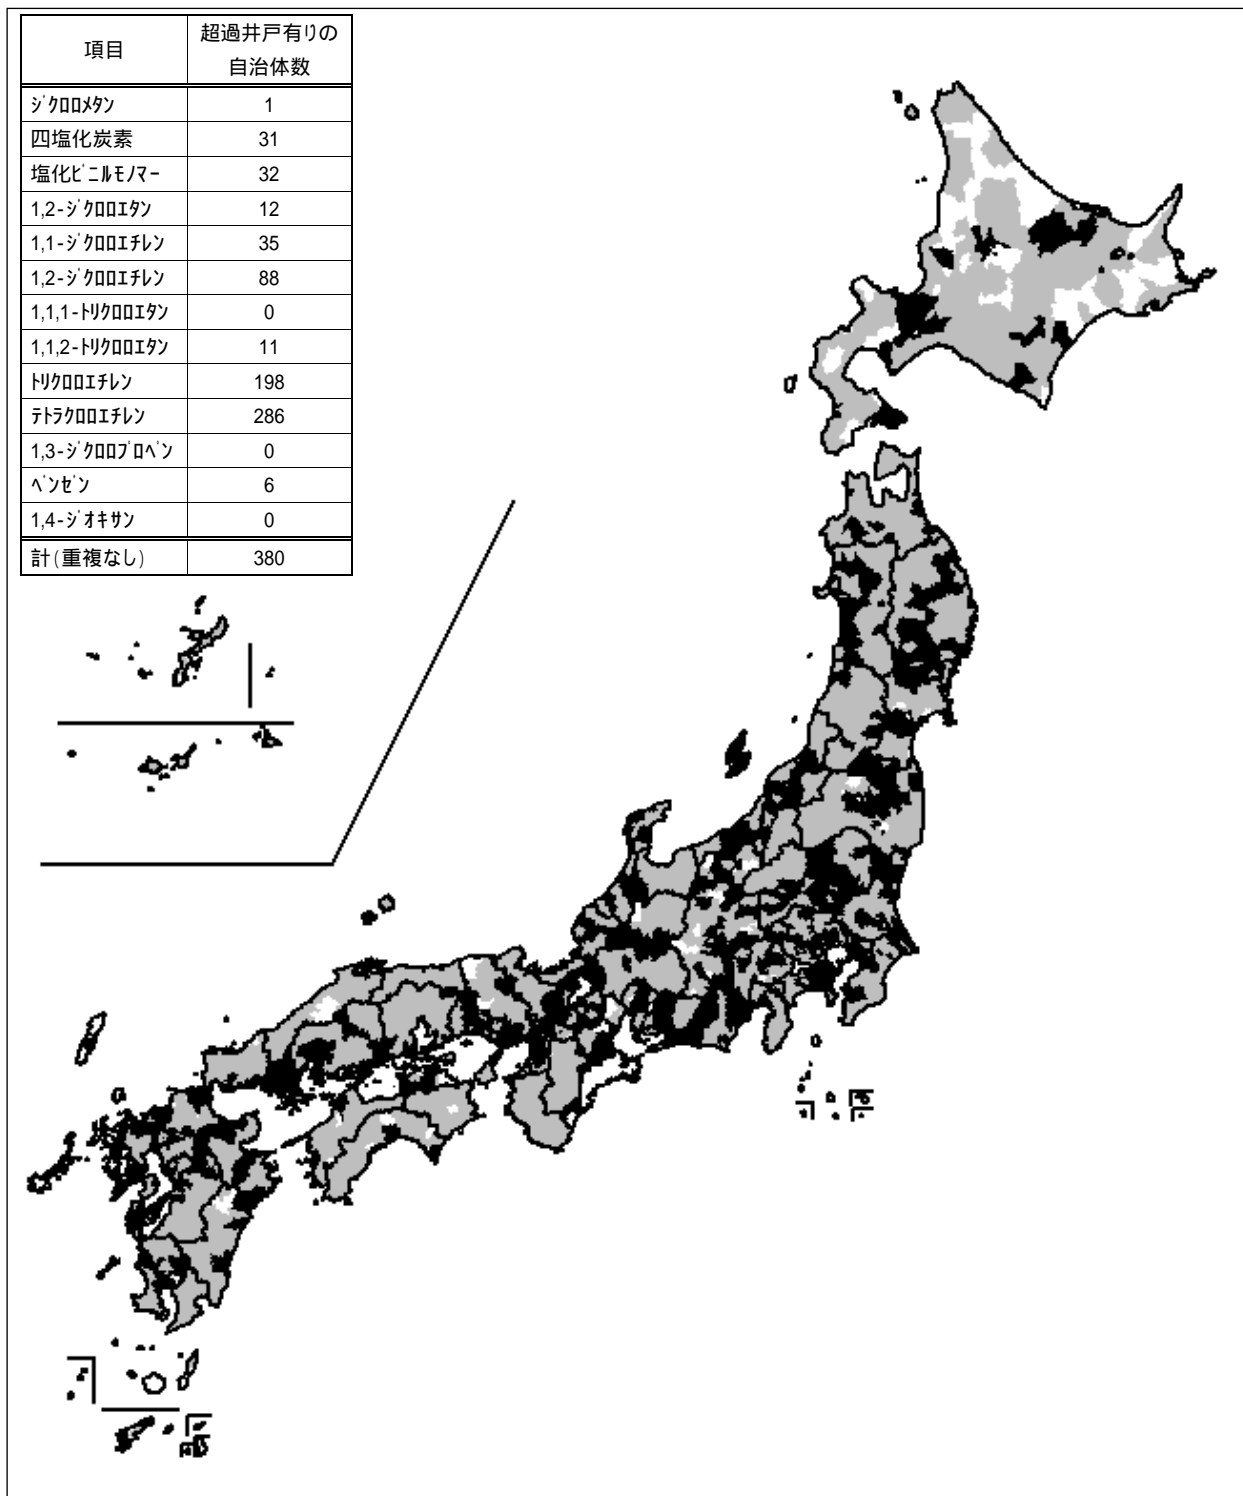 項目
超過井戸有りの
自治体数
ｼﾞｸﾛﾛﾒﾀﾝ 1
四塩化炭素 31
塩化ﾋﾞﾆﾙﾓﾉﾏｰ 32
1,2-ｼﾞｸﾛﾛｴﾀﾝ 12
1,1-ｼﾞｸﾛﾛｴﾁﾚﾝ 35
1,2-ｼﾞｸﾛﾛｴﾁﾚﾝ 88
1,1,1-ﾄﾘｸﾛﾛｴﾀﾝ 0
1,1,2-ﾄﾘｸﾛﾛｴﾀﾝ 11
ﾄﾘｸﾛﾛｴﾁﾚﾝ 198
ﾃﾄﾗｸﾛﾛｴﾁﾚﾝ 286
1,3-ｼﾞｸﾛﾛﾌﾟﾛﾍﾟﾝ 0
ﾍﾞﾝｾﾞﾝ 6
1,4-ｼﾞｵｷｻﾝ 0
計(重複なし) 380